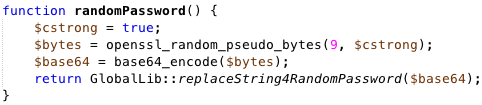 function randomPassword() {
    $cstrong = true;
    $bytes = openssl_random_pseudo_bytes(9, $cstrong);
    $base64 = base64_encode($bytes);
    return GlobalLib::replaceString4RandomPassword($base64);
}